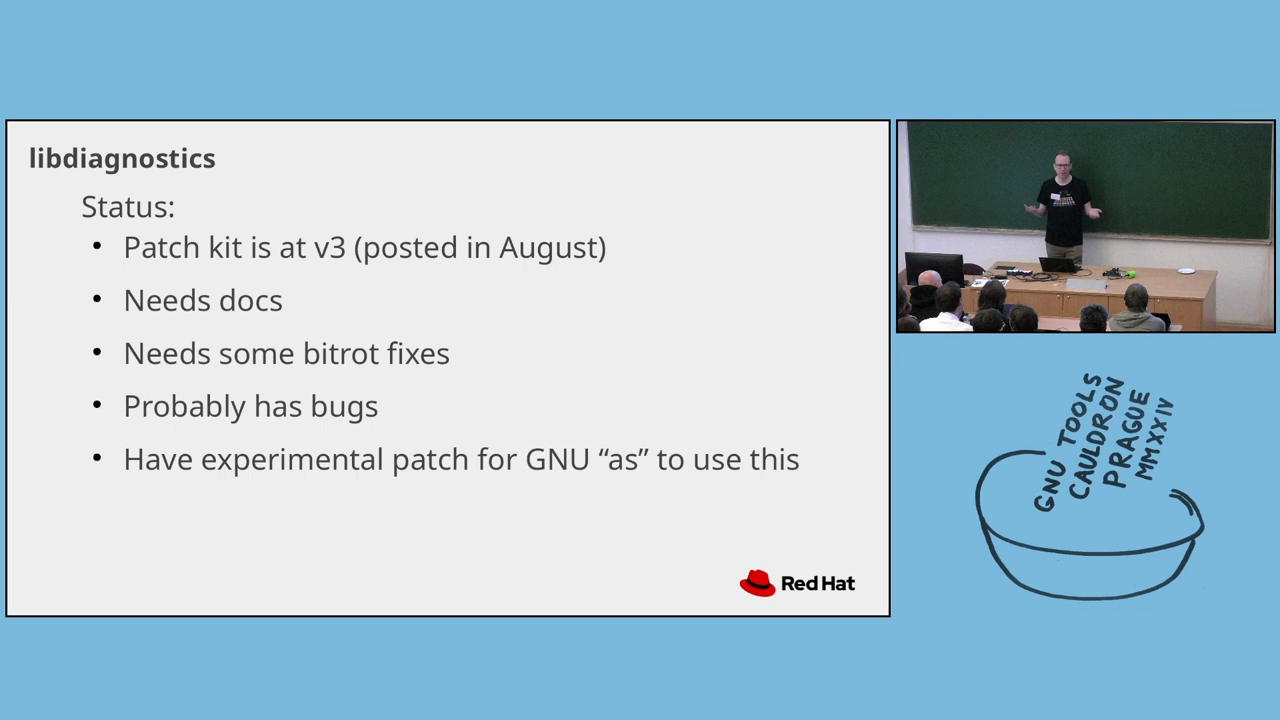 libdiagnostics
Status:
• Patch kit is at v3 (posted in August)
• Needs docs
• Needs some bitrot fixes
• Probably has bugs
• Have experimental patch for GNU “as” to use this
Red Hat
GNU TOOLS
CAULDRON
PRAGUE
MMXXIV